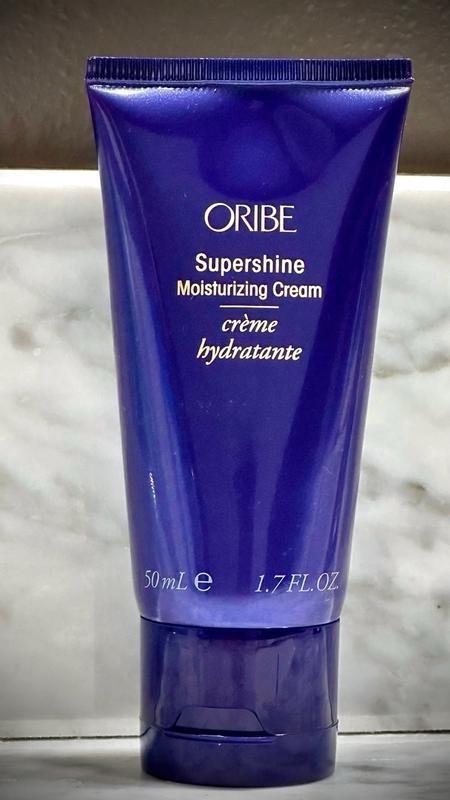 ORIBE
Supershine
Moisturizing Cream
crème
hydratante
50 mL ℮ 1.7 FL.OZ.